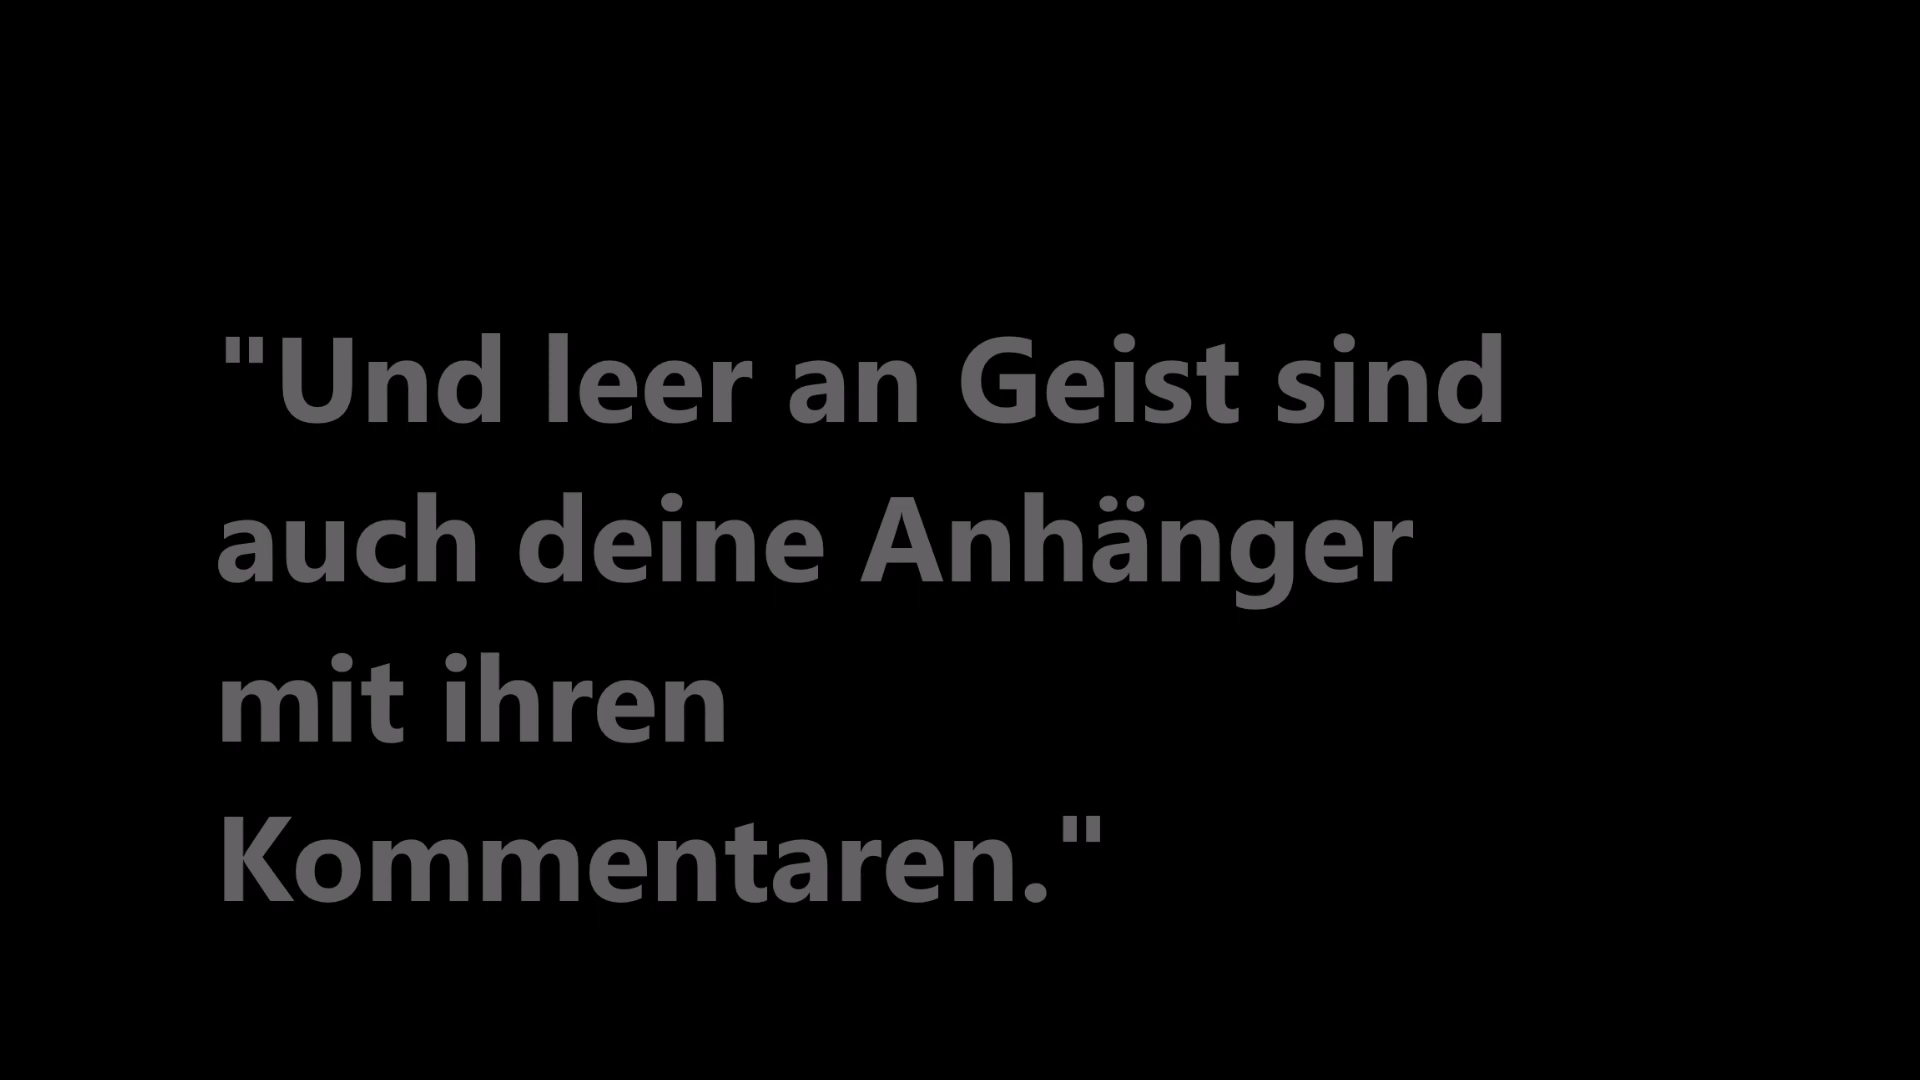 "Und leer an Geist sind
auch deine Anhänger
mit ihren
Kommentaren."